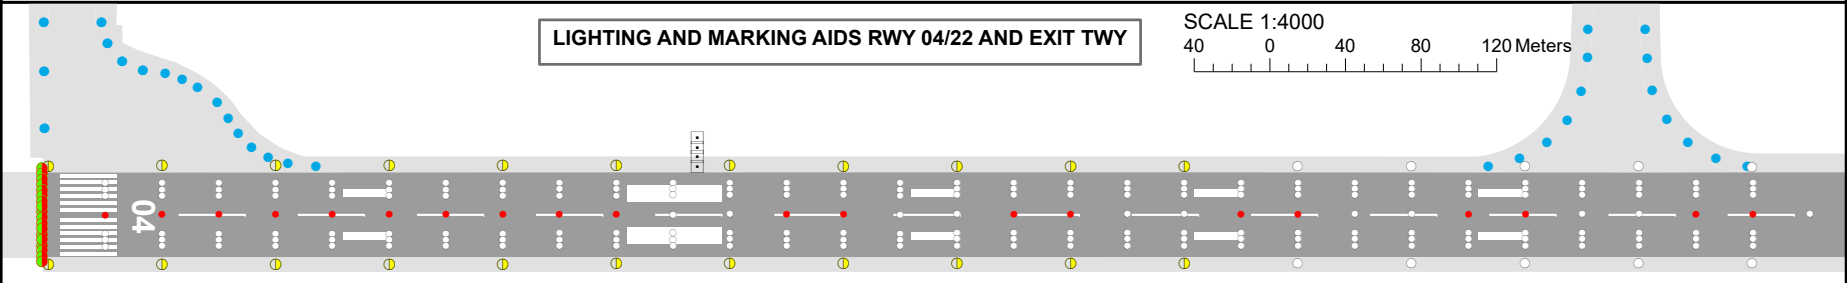 LIGHTING AND MARKING AIDS RWY 04/22 AND EXIT TWY
SCALE 1:4000
40 0 40 80 120 Meters
04